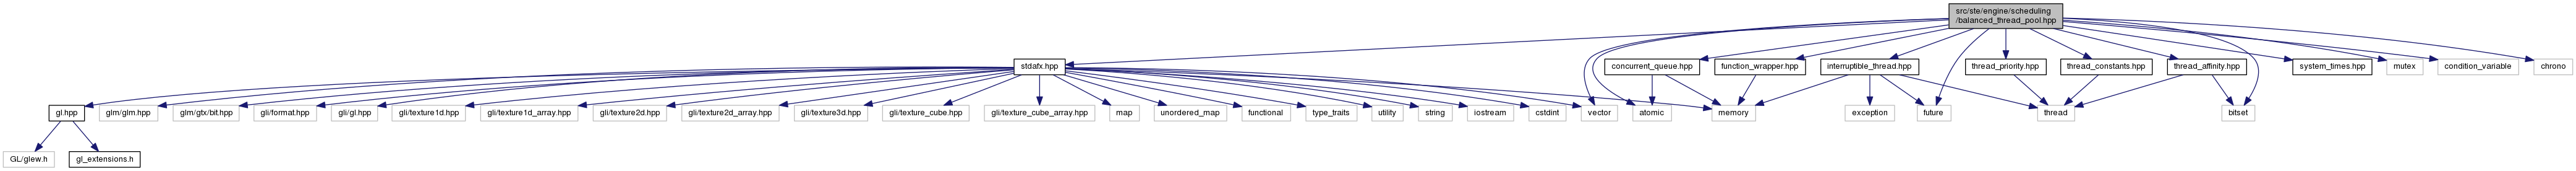 src/ste/engine/scheduling
/balanced_thread_pool.hpp
stdafx.hpp
concurrent_queue.hpp
function_wrapper.hpp
interruptible_thread.hpp
thread_priority.hpp
thread_constants.hpp
thread_affinity.hpp
system_times.hpp
mutex
condition_variable
chrono
gl.hpp
glm/glm.hpp
glm/gtx/bit.hpp
gli/format.hpp
gli/gl.hpp
gli/texture1d.hpp
gli/texture1d_array.hpp
gli/texture2d.hpp
gli/texture2d_array.hpp
gli/texture3d.hpp
gli/texture_cube.hpp
gli/texture_cube_array.hpp
map
unordered_map
functional
type_traits
utility
string
iostream
cstdint
vector
atomic
memory
exception
future
thread
bitset
GL/glew.h
gl_extensions.h